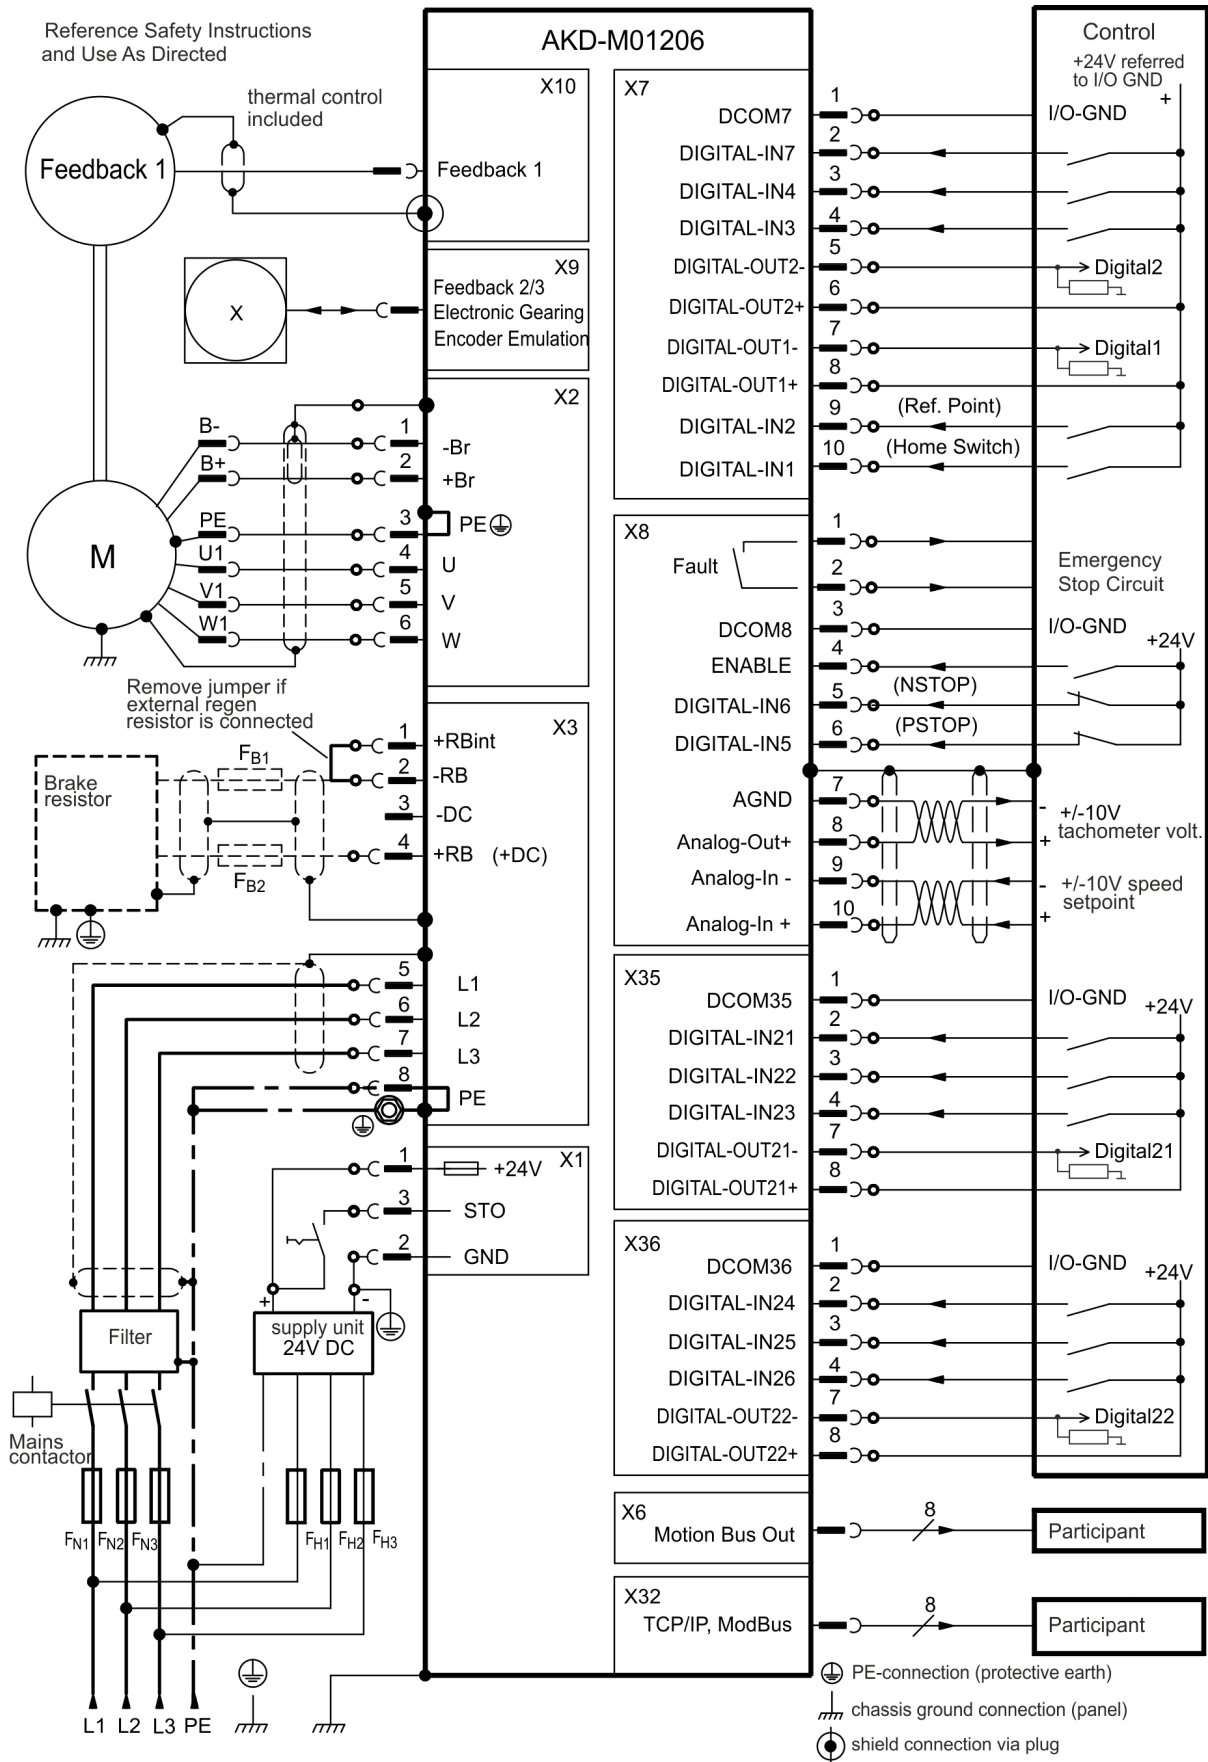 Reference Safety Instructions
and Use As Directed
thermal control
included
Feedback 1
X
B-
B+
PE
U1
V1
W1
M
Remove jumper if
external regen
resistor is connected
FB1
Brake
resistor
FB2
Filter
Mains
contactor
FN1 FN2 FN3
+ -
supply unit
24V DC
FH1 FH2 FH3
L1 L2 L3 PE
AKD-M01206
X10
Feedback 1
X9
Feedback 2/3
Electronic Gearing
Encoder Emulation
X2
1 -Br
2 +Br
3 PE
4 U
5 V
6 W
X3
1 +RBint
2 -RB
3 -DC
4 +RB (+DC)
5 L1
6 L2
7 L3
8 PE
X1
1 +24V
3 STO
2 GND
X7
DCOM7 1
DIGITAL-IN7 2
DIGITAL-IN4 3
DIGITAL-IN3 4
DIGITAL-OUT2- 5
DIGITAL-OUT2+ 6
DIGITAL-OUT1- 7
DIGITAL-OUT1+ 8
DIGITAL-IN2 9 (Ref. Point)
DIGITAL-IN1 10 (Home Switch)
X8
Fault
1
2
DCOM8 3
ENABLE 4
DIGITAL-IN6 5 (NSTOP)
DIGITAL-IN5 6 (PSTOP)
AGND 7
Analog-Out+ 8
Analog-In - 9
Analog-In + 10
X35
DCOM35 1
DIGITAL-IN21 2
DIGITAL-IN22 3
DIGITAL-IN23 4
DIGITAL-OUT21- 7
DIGITAL-OUT21+ 8
X36
DCOM36 1
DIGITAL-IN24 2
DIGITAL-IN25 3
DIGITAL-IN26 4
DIGITAL-OUT22- 7
DIGITAL-OUT22+ 8
X6
Motion Bus Out
8
X32
TCP/IP, ModBus
8
Control
+24V referred
to I/O GND
+
I/O-GND
Digital2
Digital1
Emergency
Stop Circuit
I/O-GND
+24V
-
+/-10V
tachometer volt.
+
-
+/-10V speed
setpoint
+
I/O-GND
+24V
Digital21
I/O-GND
+24V
Digital22
Participant
Participant
PE-connection (protective earth)
chassis ground connection (panel)
shield connection via plug